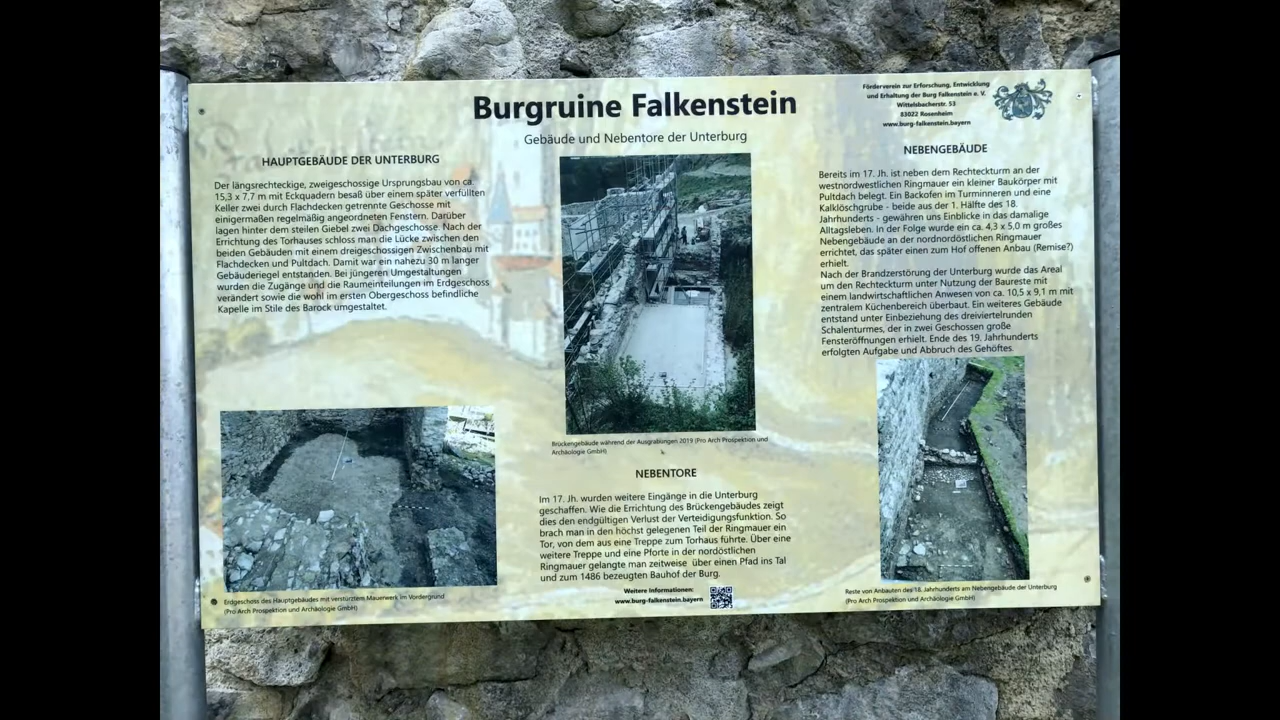 Burgruine Falkenstein
Gebäude und Nebentore der Unterburg
Förderverein zur Erforschung, Entwicklung
und Erhaltung der Burg Falkenstein e. V.
Wittelsbacherstr. 53
83022 Rosenheim
www.burg-falkenstein.bayern
HAUPTGEBÄUDE DER UNTERBURG
Der längsrechteckige, zweigeschossige Ursprungsbau von ca.
15,3 x 7,7 m mit Eckquadern besaß über einem später verfüllten
Keller zwei durch Flachdecken getrennte Geschosse mit
einigermaßen regelmäßig angeordneten Fenstern. Darüber
lagen hinter dem steilen Giebel zwei Dachgeschosse. Nach der
Errichtung des Torhauses schloss man die Lücke zwischen den
beiden Gebäuden mit einem dreigeschossigen Zwischenbau mit
Flachdecken und Pultdach. Damit war ein nahezu 30 m langer
Gebäuderiegel entstanden. Bei jüngeren Umgestaltungen
wurden die Zugänge und die Raumeinteilungen im Erdgeschoss
verändert sowie die wohl im ersten Obergeschoss befindliche
Kapelle im Stile des Barock umgestaltet.
Erdgeschoss des Hauptgebäudes mit verstürztem Mauerwerk im Vordergrund
(Pro Arch Prospektion und Archäologie GmbH)
Brückengebäude während der Ausgrabungen 2019 (Pro Arch Prospektion und
Archäologie GmbH)
NEBENTORE
Im 17. Jh. wurden weitere Eingänge in die Unterburg
geschaffen. Wie die Errichtung des Brückengebäudes zeigt
dies den endgültigen Verlust der Verteidigungsfunktion. So
brach man in den höchst gelegenen Teil der Ringmauer ein
Tor, von dem aus eine Treppe zum Torhaus führte. Über eine
weitere Treppe und eine Pforte in der nordöstlichen
Ringmauer gelangte man zeitweise über einen Pfad ins Tal
und zum 1486 bezeugten Bauhof der Burg.
Weitere Informationen:
www.burg-falkenstein.bayern
NEBENGEBÄUDE
Bereits im 17. Jh. ist neben dem Rechteckturm an der
westnordwestlichen Ringmauer ein kleiner Baukörper mit
Pultdach belegt. Ein Backofen im Turminneren und eine
Kalklöschgrube - beide aus der 1. Hälfte des 18.
Jahrhunderts - gewähren uns Einblicke in das damalige
Alltagsleben. In der Folge wurde ein ca. 4,3 x 5,0 m großes
Nebengebäude an der nordnordöstlichen Ringmauer
errichtet, das später einen zum Hof offenen Anbau (Remise?)
erhielt.
Nach der Brandzerstörung der Unterburg wurde das Areal
um den Rechteckturm unter Nutzung der Baureste mit
einem landwirtschaftlichen Anwesen von ca. 10,5 x 9,1 m mit
zentralem Küchenbereich überbaut. Ein weiteres Gebäude
entstand unter Einbeziehung des dreiviertelrunden
Schalenturmes, der in zwei Geschossen große
Fensteröffnungen erhielt. Ende des 19. Jahrhunderts
erfolgten Aufgabe und Abbruch des Gehöftes.
Reste von Anbauten des 18. Jahrhunderts am Nebengebäude der Unterburg
(Pro Arch Prospektion und Archäologie GmbH)